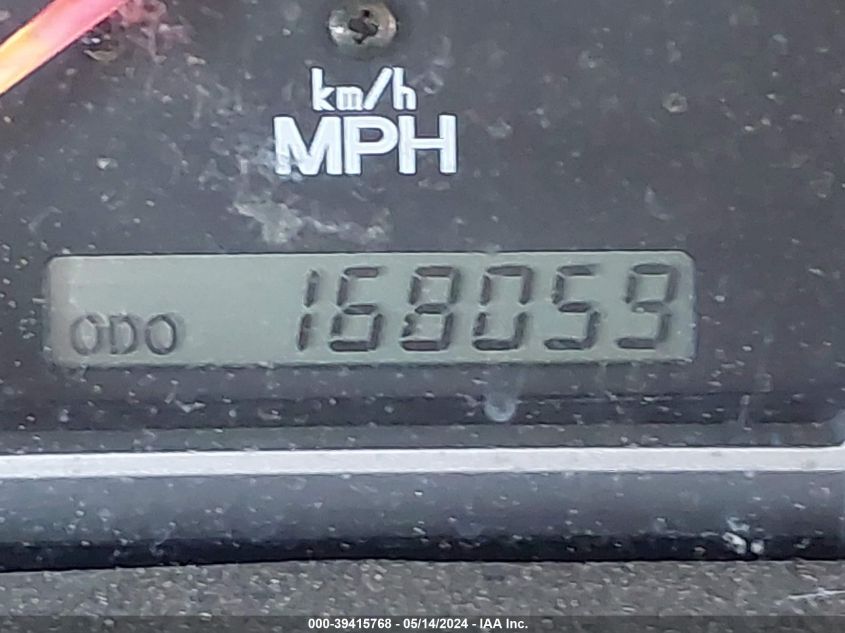 km/h
MPH
ODO 168059
000-39415768 - 05/14/2024 - IAA Inc.